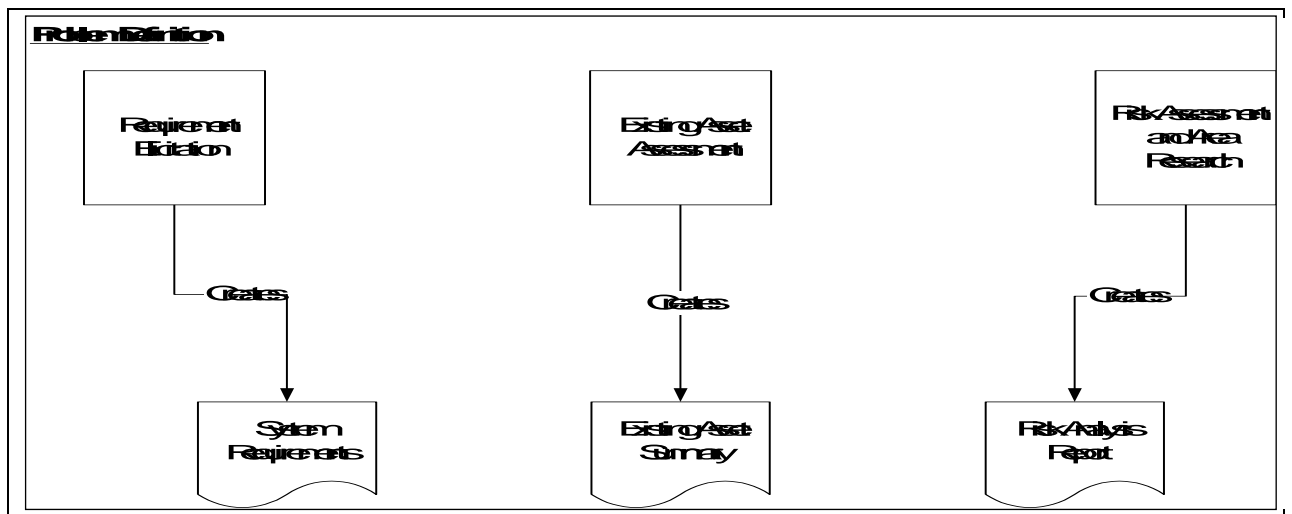 Problem Definition
Requirement
Elicitation
Existing Asset
Assessment
Risk Assessment
and Area
Research
Creates
Creates
Creates
System
Requirements
Existing Asset
Summary
Risk Analysis
Report